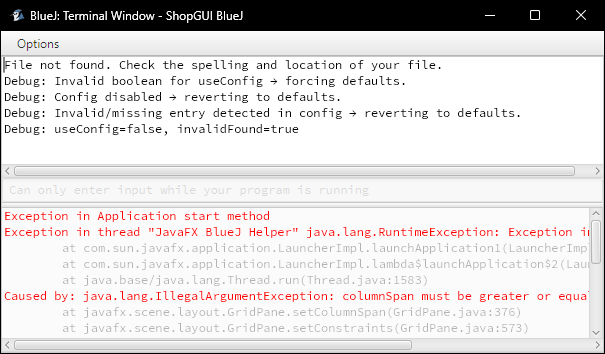 BlueJ: Terminal Window - ShopGUI BlueJ
Options
File not found. Check the spelling and location of your file.
Debug: Invalid boolean for useConfig → forcing defaults.
Debug: Config disabled → reverting to defaults.
Debug: Invalid/missing entry detected in config → reverting to defaults.
Debug: useConfig=false, invalidFound=true
Can only enter input while your program is running
Exception in Application start method
Exception in thread "JavaFX BlueJ Helper" java.lang.RuntimeException: Exception in
at com.sun.javafx.application.LauncherImpl.launchApplication1(LauncherImp
at com.sun.javafx.application.LauncherImpl.lambda$launchApplication$2(Lau
at java.base/java.lang.Thread.run(Thread.java:1583)
Caused by: java.lang.IllegalArgumentException: columnSpan must be greater or equa
at javafx.scene.layout.GridPane.setColumnSpan(GridPane.java:376)
at javafx.scene.layout.GridPane.setConstraints(GridPane.java:573)